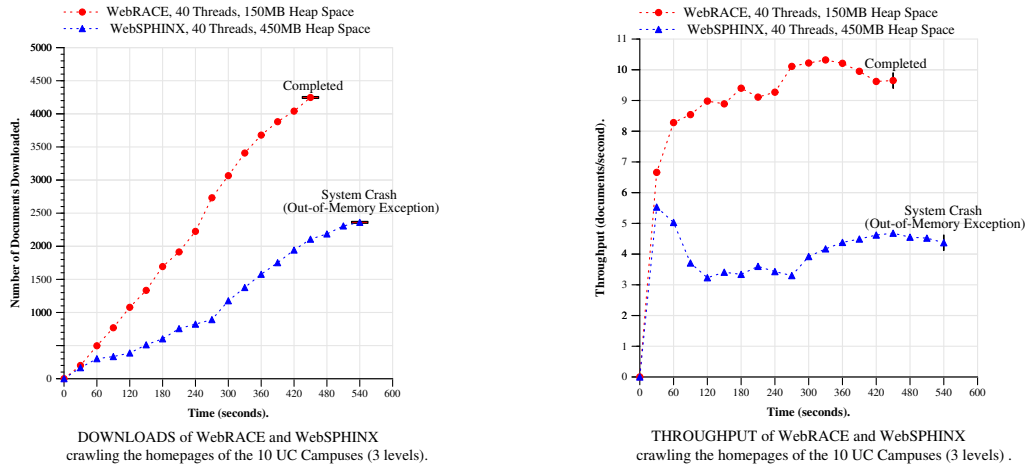 WebRACE, 40 Threads, 150MB Heap Space
WebSPHINX, 40 Threads, 450MB Heap Space
Number of Documents Downloaded.
5000
4500
4000
3500
3000
2500
2000
1500
1000
500
0
Completed
System Crash
(Out-of-Memory Exception)
0 60 120 180 240 300 360 420 480 540 600
Time (seconds).
DOWNLOADS of WebRACE and WebSPHINX
crawling the homepages of the 10 UC Campuses (3 levels).
WebRACE, 40 Threads, 150MB Heap Space
WebSPHINX, 40 Threads, 450MB Heap Space
Throughput (documents/second).
11
10
9
8
7
6
5
4
3
2
1
0
Completed
System Crash
(Out-of-Memory Exception)
0 60 120 180 240 300 360 420 480 540 600
Time (seconds).
THROUGHPUT of WebRACE and WebSPHINX
crawling the homepages of the 10 UC Campuses (3 levels) .